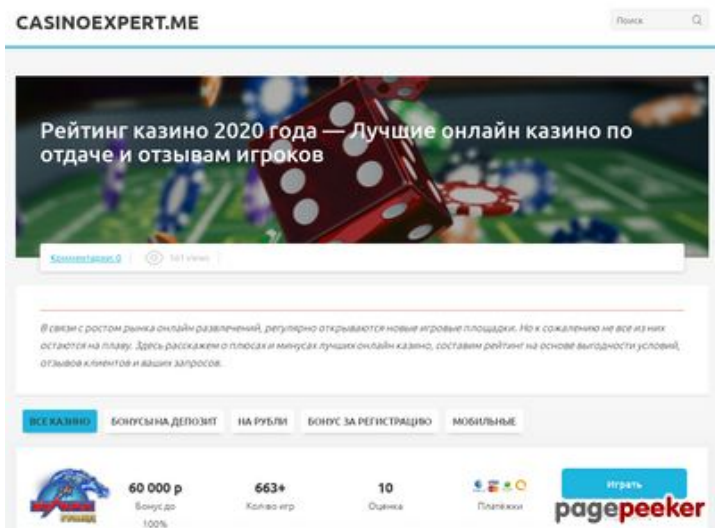 CASINOEXPERT.ME
Поиск
Рейтинг казино 2020 года — Лучшие онлайн казино по
отдаче и отзывам игроков
Комментарии: 0
561 views
В связи с ростом рынка онлайн развлечений, регулярно открываются новые игровые площадки. Но к сожалению не все из них
остаются на плаву. Здесь расскажем о плюсах и минусах лучших онлайн казино, составим рейтинг на основе выгодности условий,
отзывов клиентов и ваших запросов.
ВСЕ КАЗИНО БОНУСЫ НА ДЕПОЗИТ НА РУБЛИ БОНУС ЗА РЕГИСТРАЦИЮ МОБИЛЬНЫЕ
60 000 р 663+ 10 Играть
Бонус до Кол-во игр Оценка Платежки
100%
pagepeeker